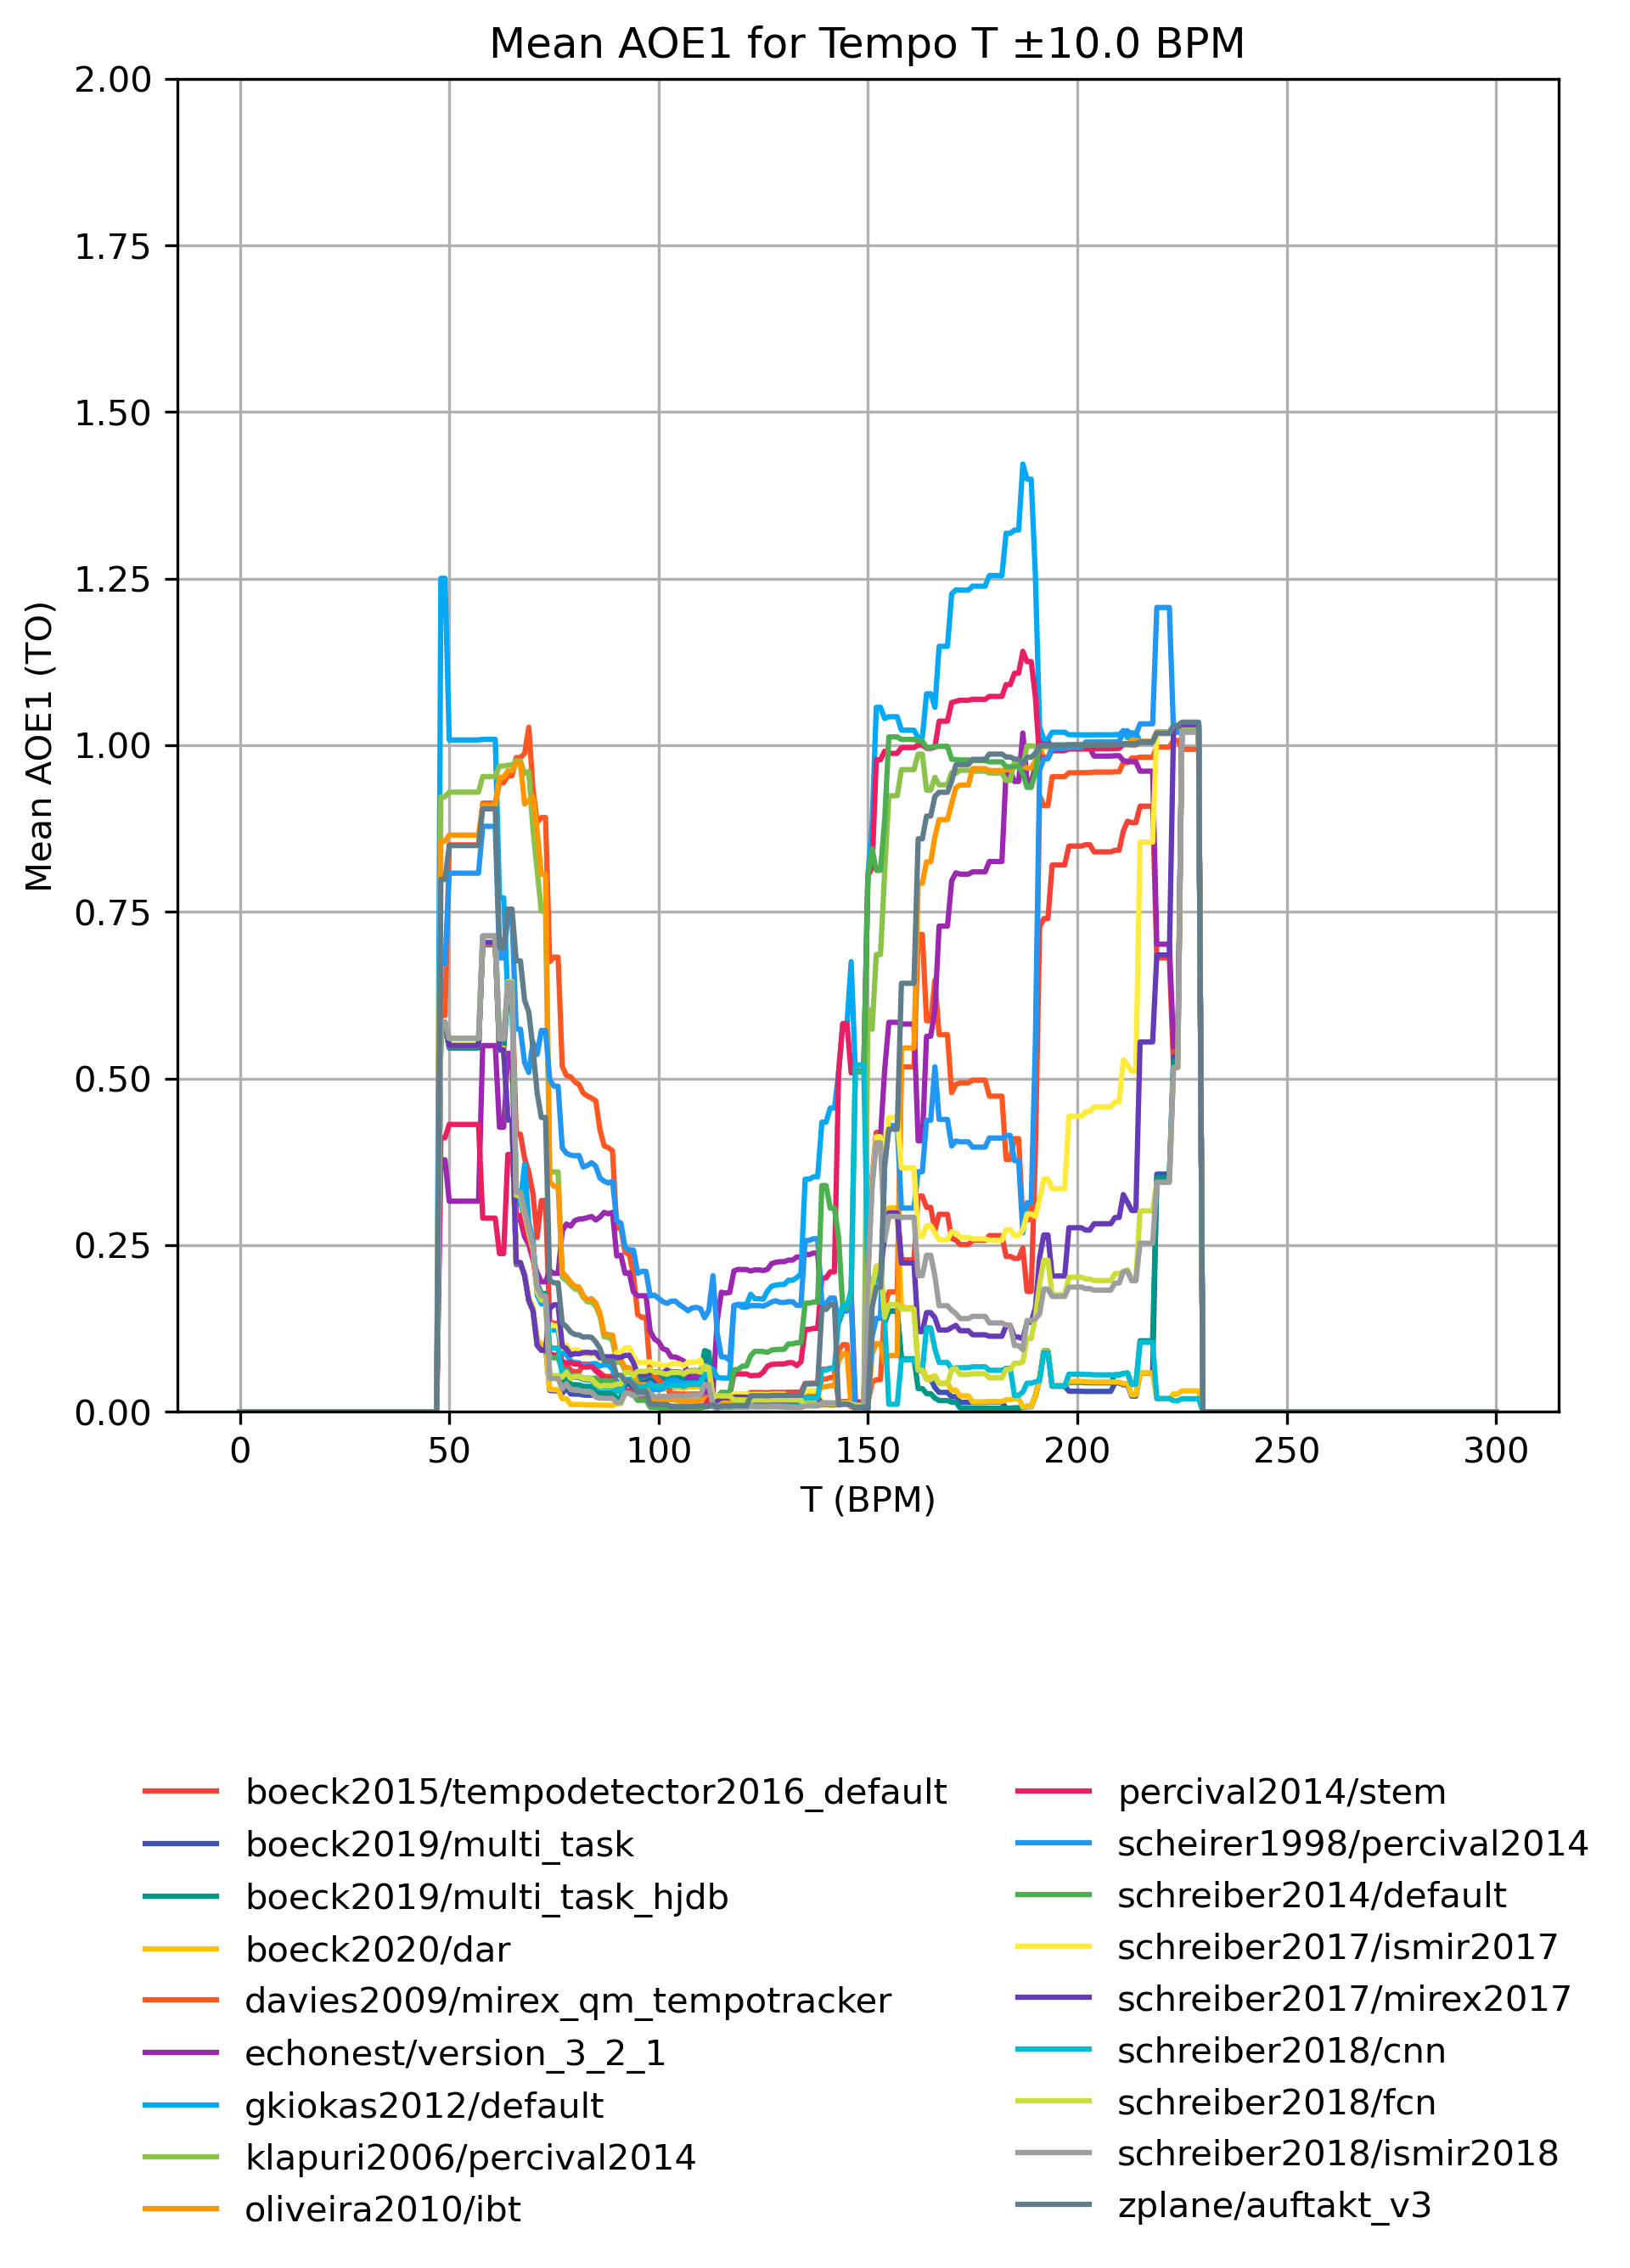 Mean AOE1 for Tempo T ±10.0 BPM
2.00
1.75
1.50
1.25
1.00
0.75
0.50
0.25
0.00
Mean AOE1 (TO)
0 50 100 150 200 250 300
T (BPM)
boeck2015/tempodetector2016_default
boeck2019/multi_task
boeck2019/multi_task_hjdb
boeck2020/dar
davies2009/mirex_qm_tempotracker
echonest/version_3_2_1
gkiokas2012/default
klapuri2006/percival2014
oliveira2010/ibt
percival2014/stem
scheirer1998/percival2014
schreiber2014/default
schreiber2017/ismir2017
schreiber2017/mirex2017
schreiber2018/cnn
schreiber2018/fcn
schreiber2018/ismir2018
zplane/auftakt_v3